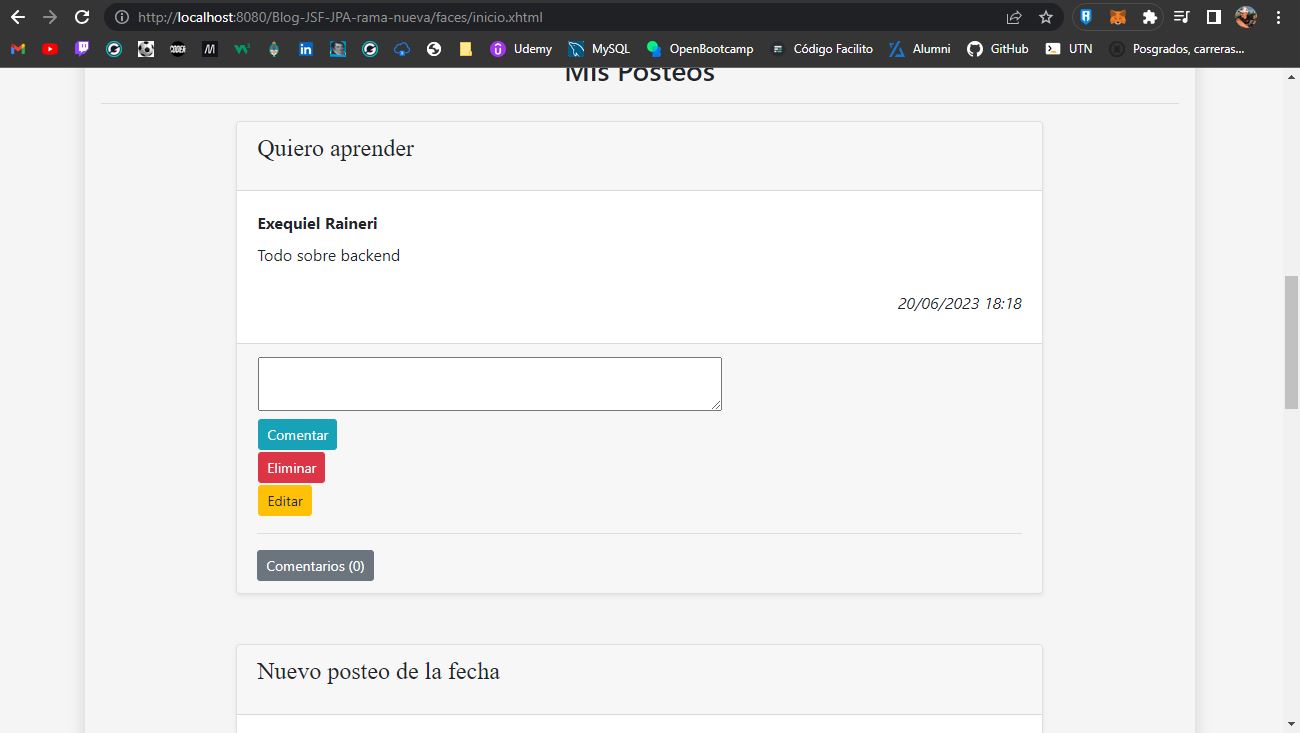 http://localhost:8080/Blog-JSF-JPA-rama-nueva/faces/inicio.xhtml
Udemy MySQL OpenBootcamp Código Facilito Alumni GitHub UTN Posgrados, carreras...
Mis Posteos
Quiero aprender
Exequiel Raineri
Todo sobre backend
20/06/2023 18:18
Comentar
Eliminar
Editar
Comentarios (0)
Nuevo posteo de la fecha